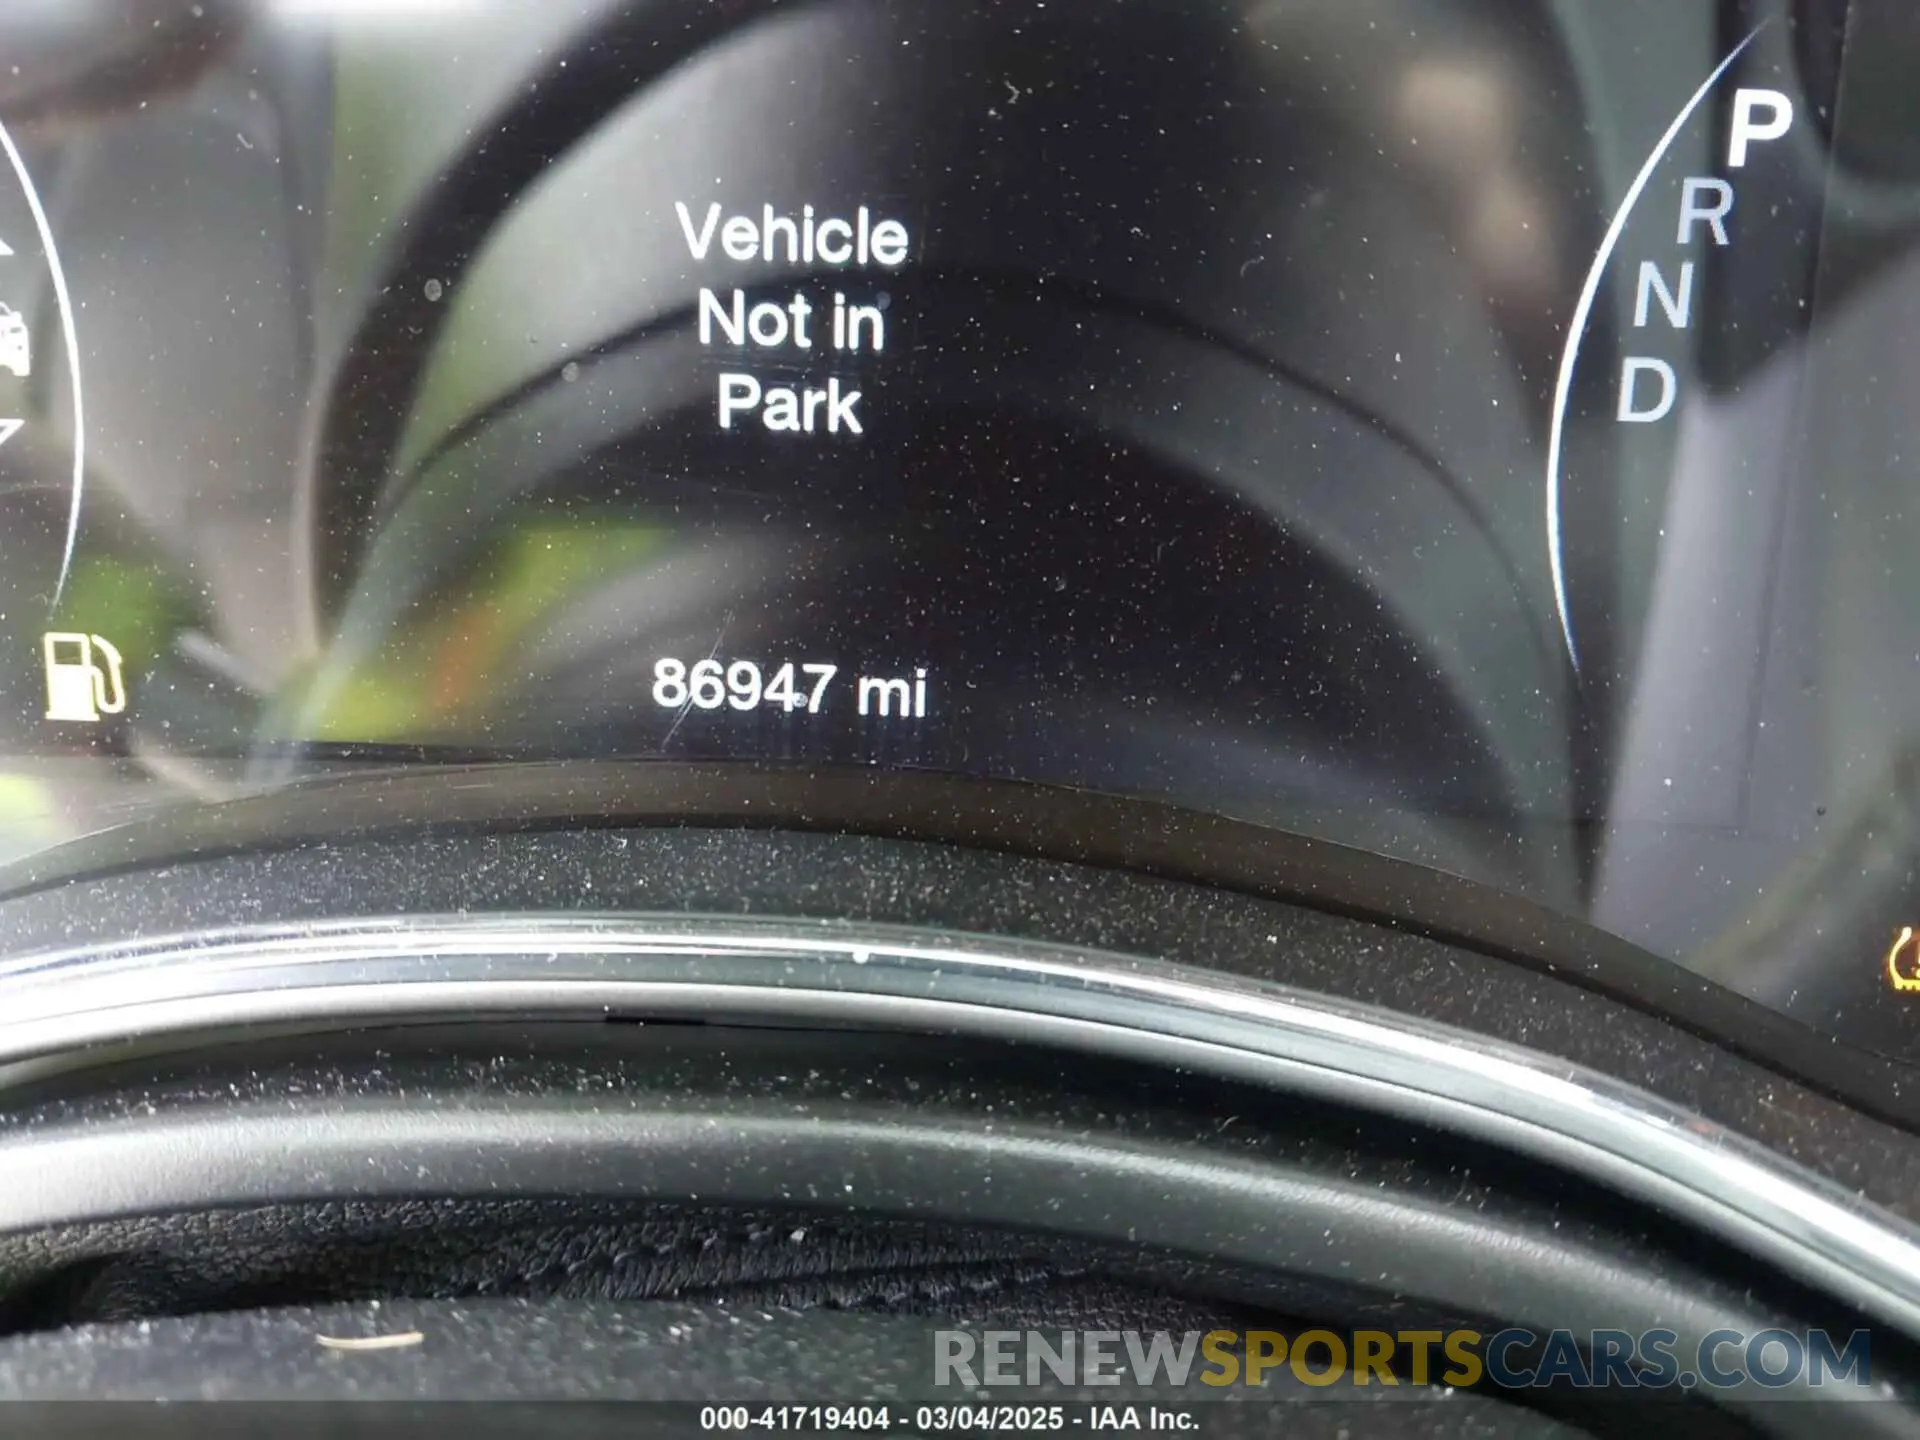 P
R
N
D
Vehicle
Not in
Park
86947 mi
RENEWSPORTSCARS.COM
000-41719404 - 03/04/2025 - IAA Inc.